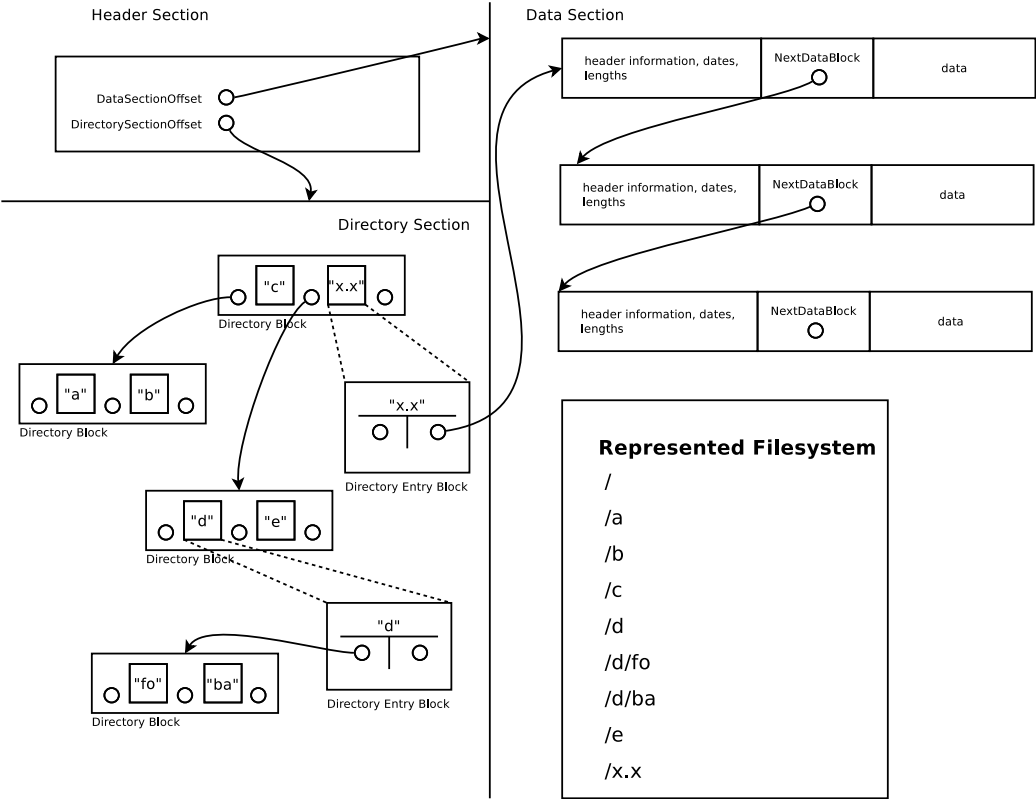 Header Section
DataSectionOffset
DirectorySectionOffset
Directory Section
"c"
"x.x"
Directory Block
"a"
"b"
Directory Block
"x.x"
Directory Entry Block
"d"
"e"
Directory Block
"d"
Directory Entry Block
"fo"
"ba"
Directory Block
Data Section
header information, dates,
lengths
NextDataBlock
data
header information, dates,
lengths
NextDataBlock
data
header information, dates,
lengths
NextDataBlock
data
Represented Filesystem
/
/a
/b
/c
/d
/d/fo
/d/ba
/e
/x.x